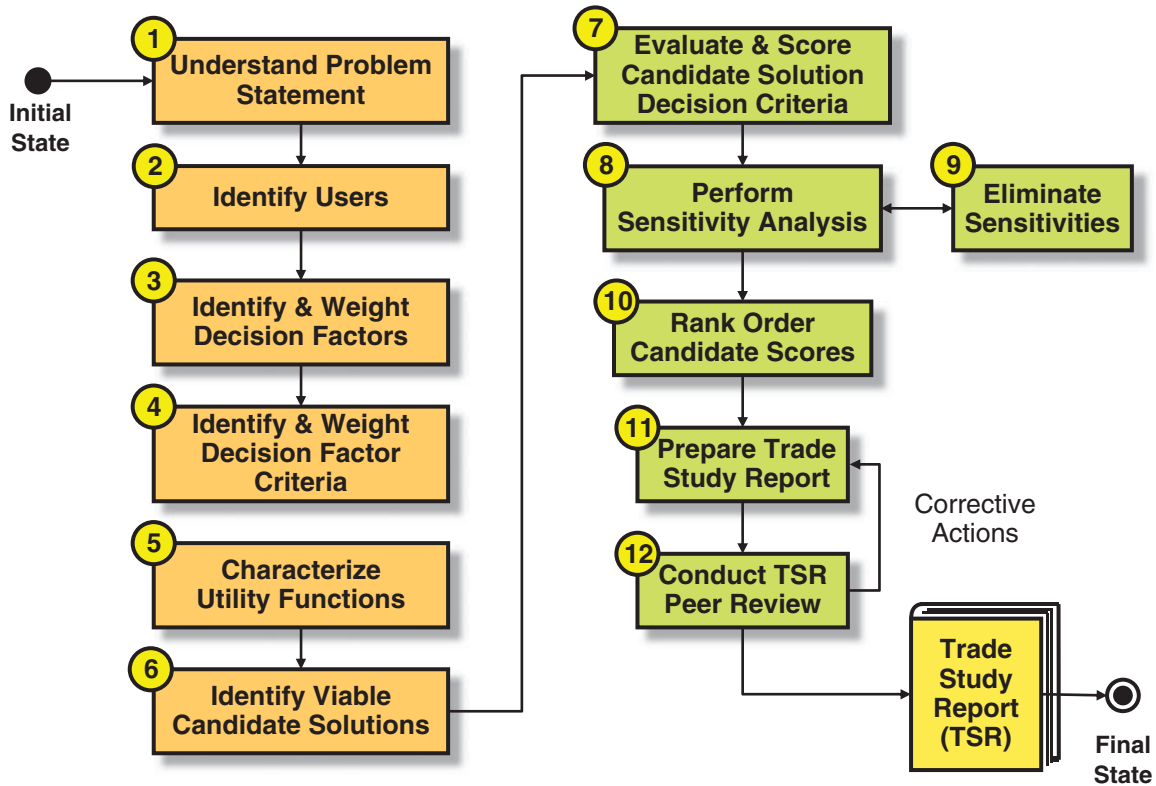 Initial
State
1
Understand Problem
Statement
2
Identify Users
3
Identify & Weight
Decision Factors
4
Identify & Weight
Decision Factor
Criteria
5
Characterize
Utility Functions
6
Identify Viable
Candidate Solutions
7
Evaluate & Score
Candidate Solution
Decision Criteria
8
Perform
Sensitivity Analysis
9
Eliminate
Sensitivities
10
Rank Order
Candidate Scores
11
Prepare Trade
Study Report
Corrective
Actions
12
Conduct TSR
Peer Review
Trade
Study
Report
(TSR)
Final
State